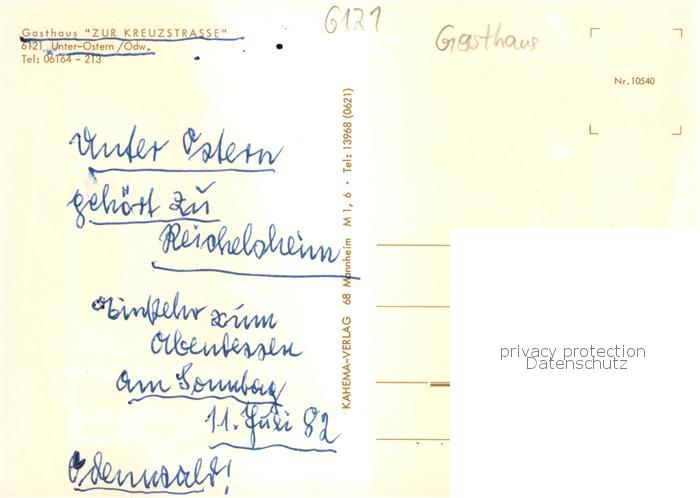 6121
Gasthaus
Gasthaus "ZUR KREUZSTRASSE"
6121 Unter-Ostern/Odw.
Tel: 06164 - 213
Nr. 10540
Unter Ostern
gehört zu
Reichelsheim
Einkehr zum
Abendessen
am Sonntag
11. Juli 82
Odenwald!
KAHEMA-VERLAG 68 Mannheim M 1, 6 · Tel: 13968 (0621)
privacy protection
Datenschutz